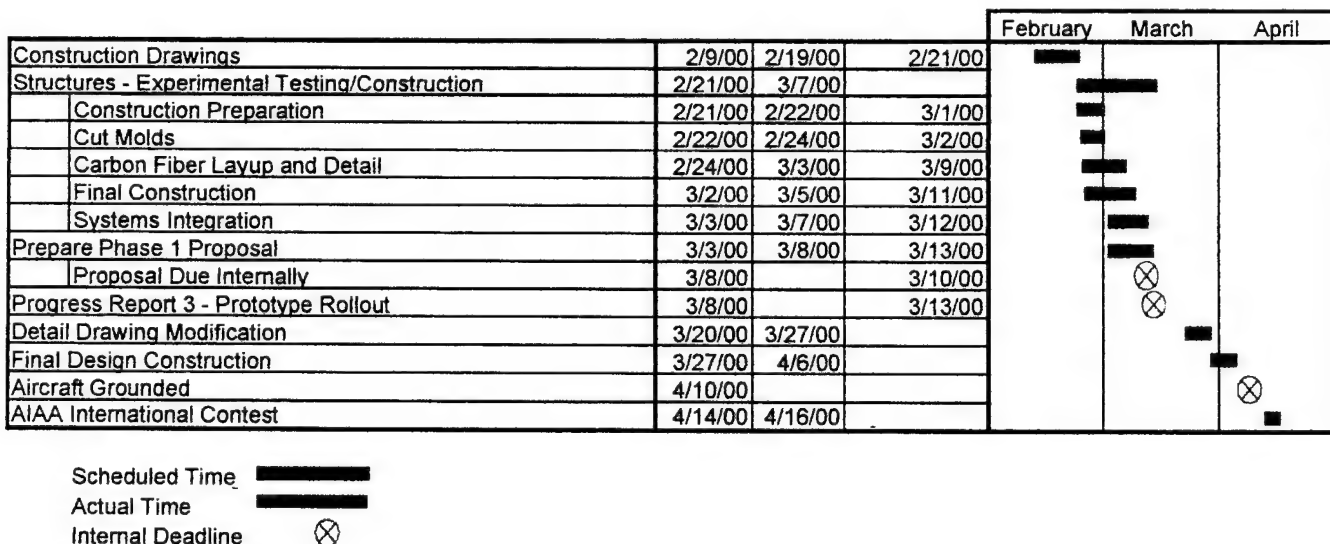 February March April
Construction Drawings 2/9/00 2/19/00 2/21/00
Structures - Experimental Testing/Construction 2/21/00 3/7/00
Construction Preparation 2/21/00 2/22/00 3/1/00
Cut Molds 2/22/00 2/24/00 3/2/00
Carbon Fiber Layup and Detail 2/24/00 3/3/00 3/9/00
Final Construction 3/2/00 3/5/00 3/11/00
Systems Integration 3/3/00 3/7/00 3/12/00
Prepare Phase 1 Proposal 3/3/00 3/8/00 3/13/00
Proposal Due Internally 3/8/00 3/10/00
Progress Report 3 - Prototype Rollout 3/8/00 3/13/00
Detail Drawing Modification 3/20/00 3/27/00
Final Design Construction 3/27/00 4/6/00
Aircraft Grounded 4/10/00
AIAA International Contest 4/14/00 4/16/00
Scheduled Time
Actual Time
Internal Deadline